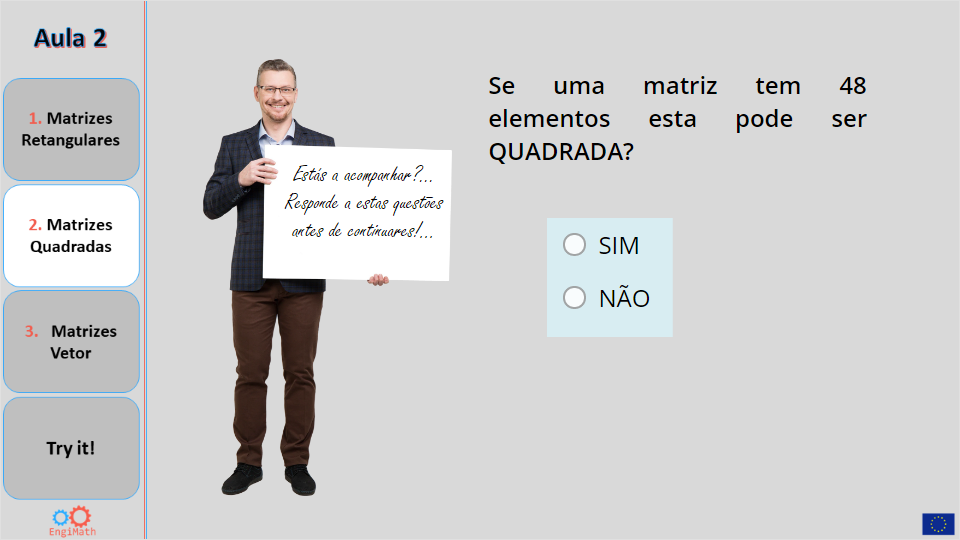 Aula 2
1. Matrizes
Retangulares
2. Matrizes
Quadradas
3. Matrizes
Vetor
Try it!
EngiMath
Estás a acompanhar?...
Responde a estas questões
antes de continuares!...
Se uma matriz tem 48
elementos esta pode ser
QUADRADA?
SIM
NÃO